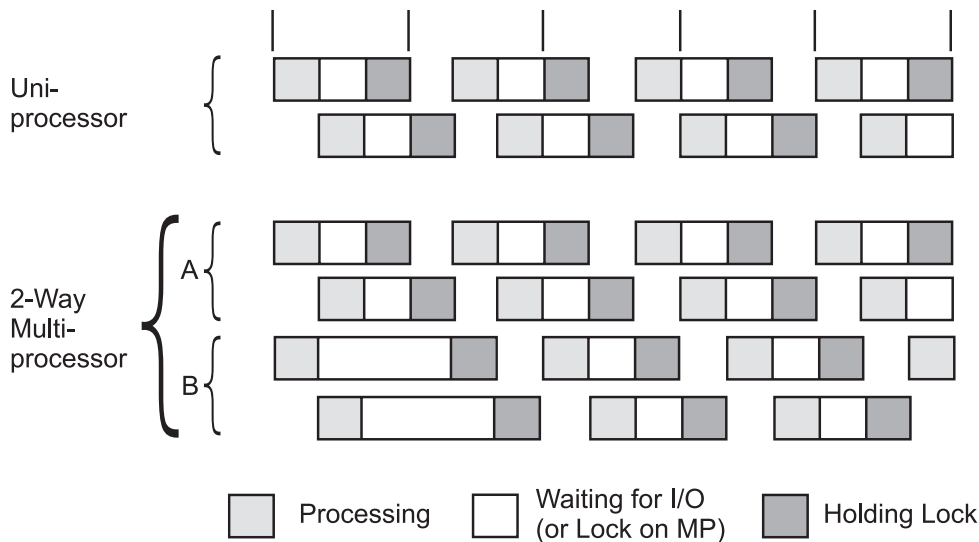 Uni-
processor
2-Way
Multi-
processor
A
B
Processing
Waiting for I/O
(or Lock on MP)
Holding Lock